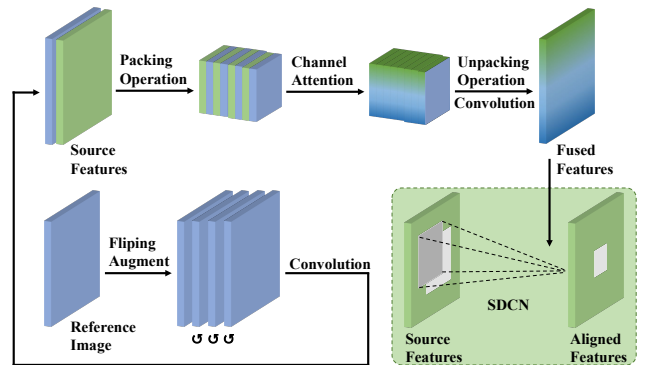 Packing
Operation
Channel
Attention
Unpacking
Operation
Convolution
Source
Features
Fused
Features
Fliping
Augment
Convolution
Reference
Image
SDCN
Source
Features
Aligned
Features